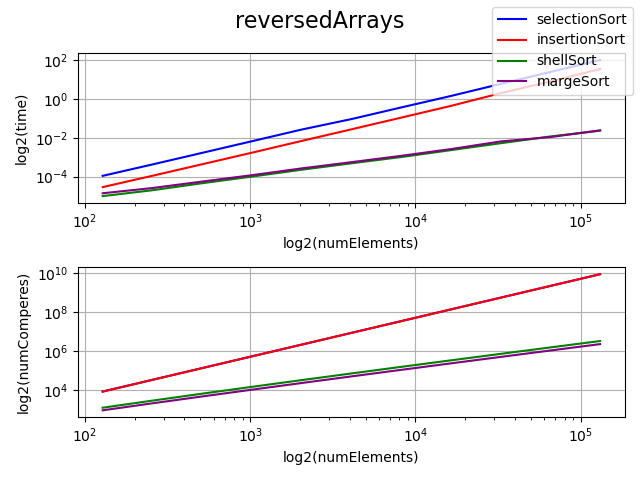 reversedArrays
selectionSort
insertionSort
shellSort
margeSort
log2(time)
10^2
10^0
10^-2
10^-4
10^2 10^3 10^4 10^5
log2(numElements)
log2(numComperes)
10^10
10^8
10^6
10^4
10^2 10^3 10^4 10^5
log2(numElements)